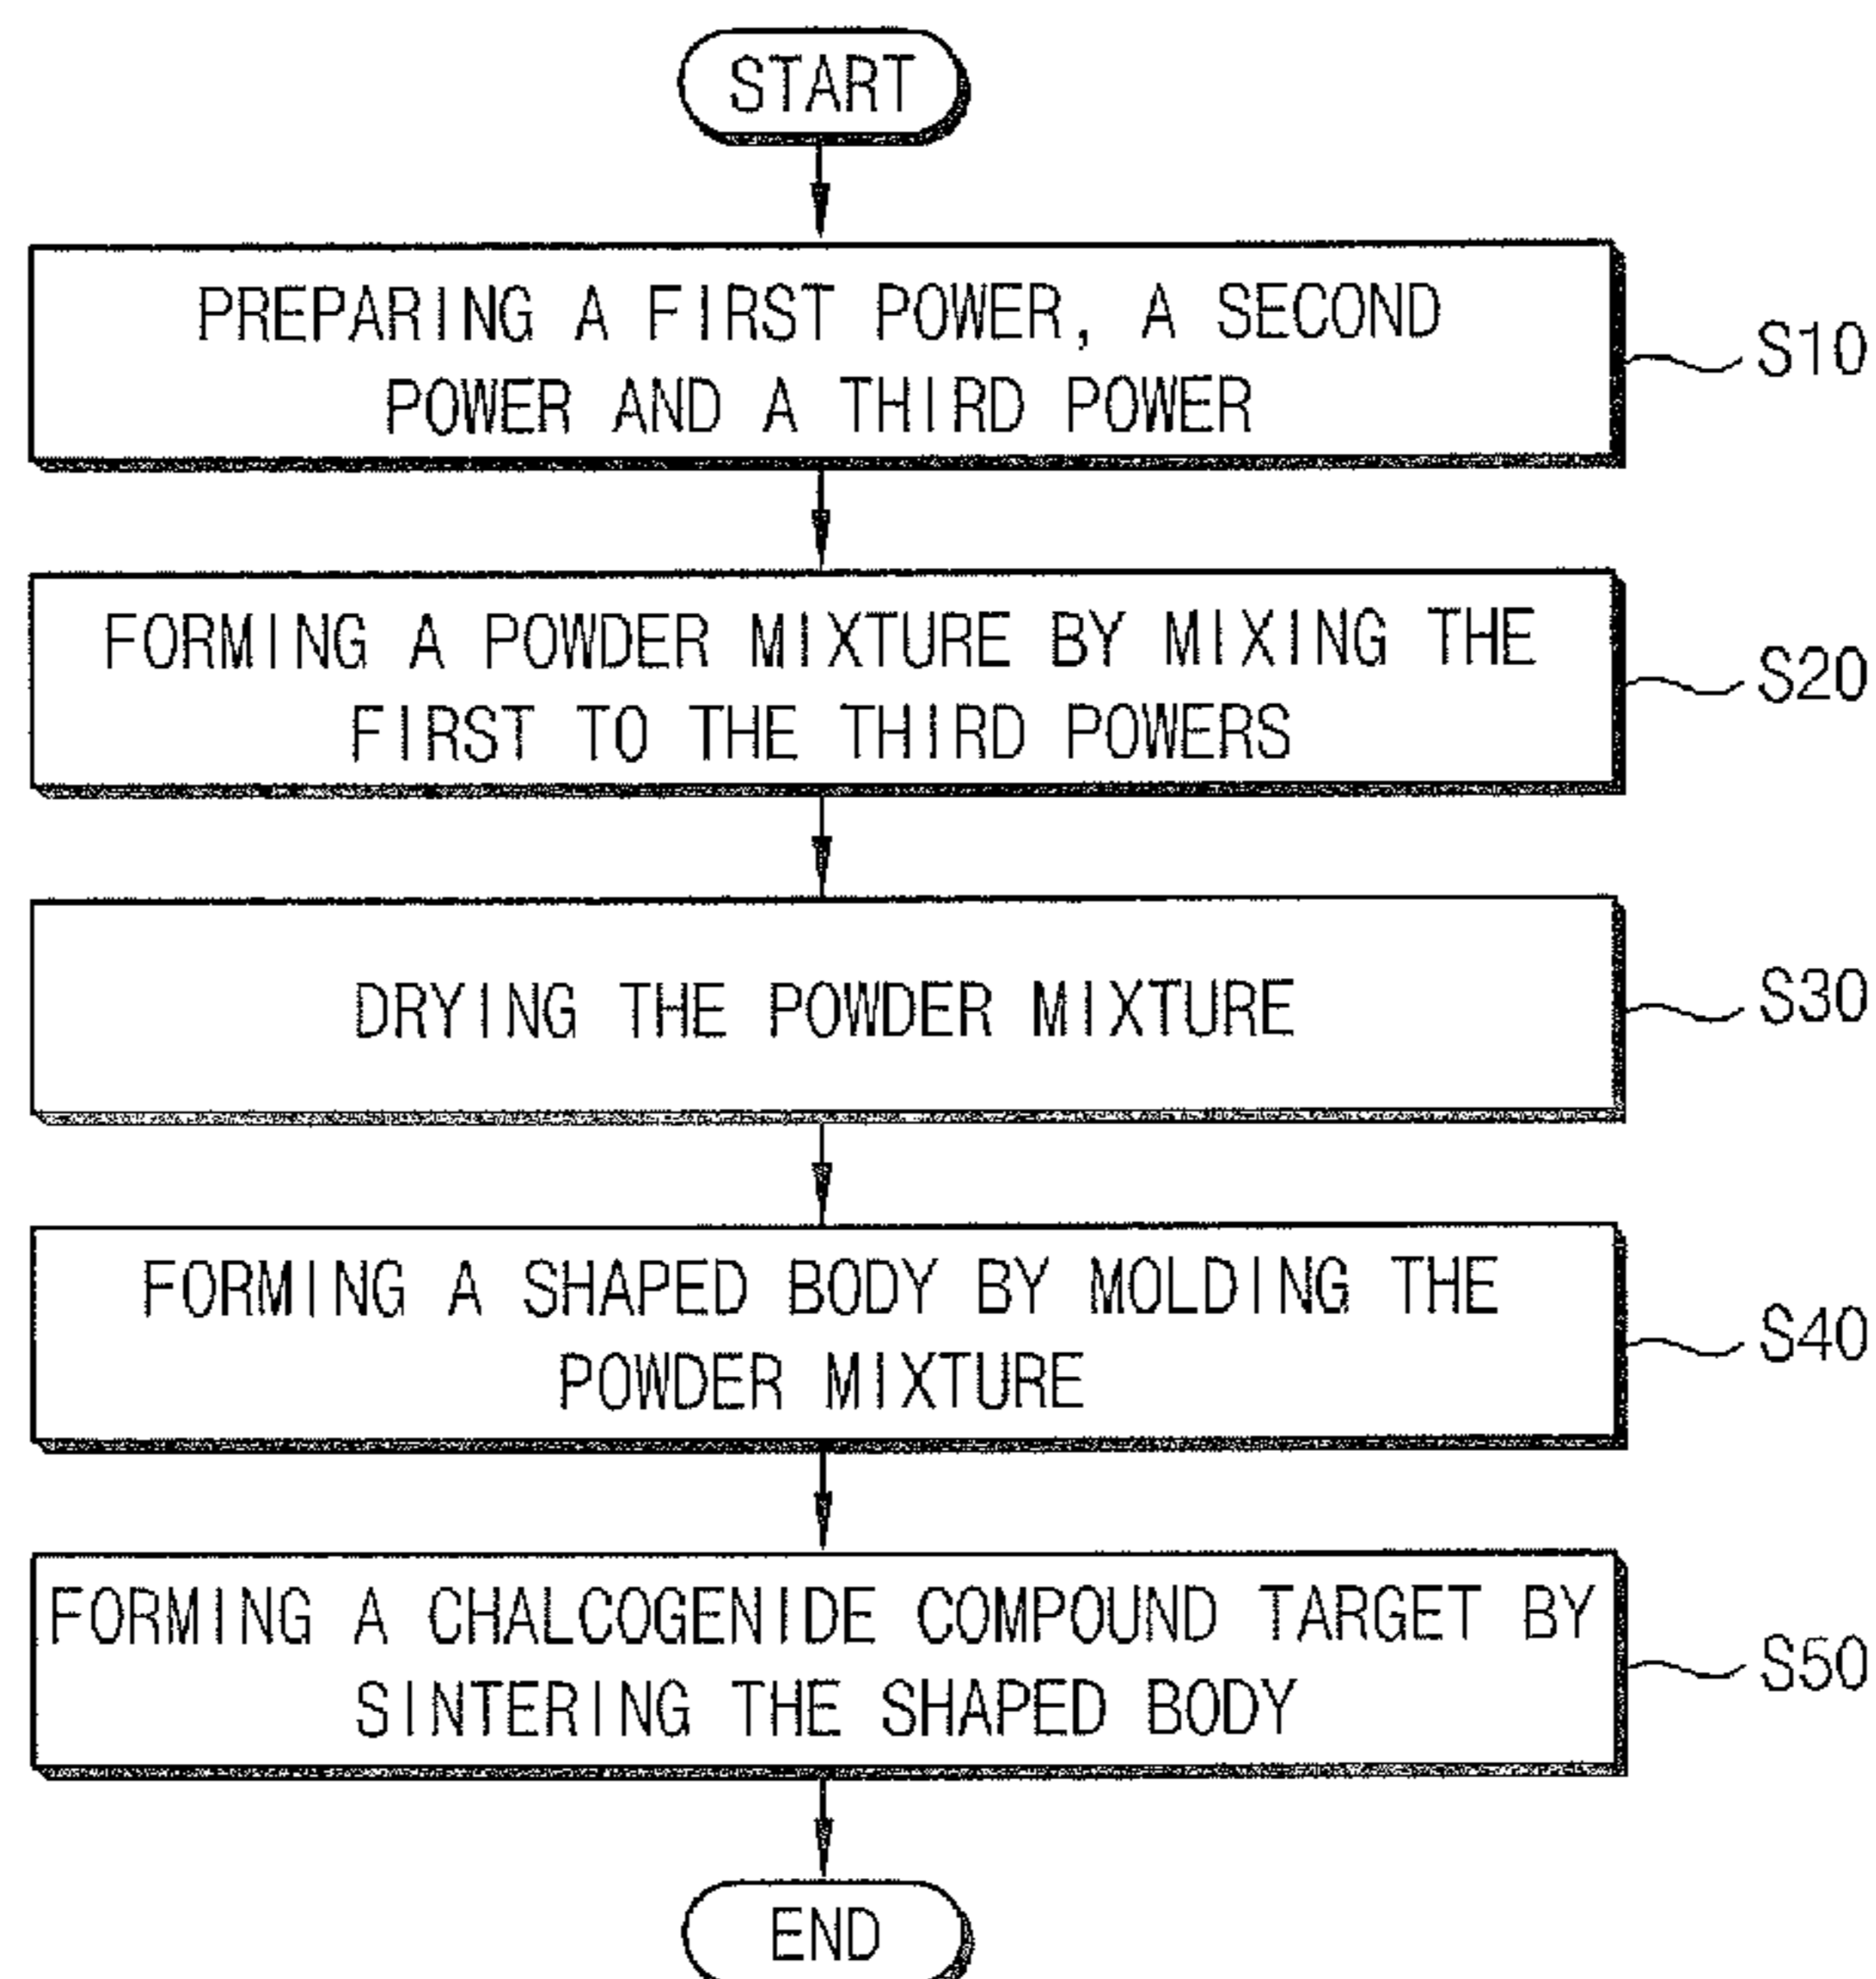 START
PREPARING A FIRST POWER, A SECOND
POWER AND A THIRD POWER
S10
FORMING A POWDER MIXTURE BY MIXING THE
FIRST TO THE THIRD POWERS
S20
DRYING THE POWDER MIXTURE
S30
FORMING A SHAPED BODY BY MOLDING THE
POWDER MIXTURE
S40
FORMING A CHALCOGENIDE COMPOUND TARGET BY
SINTERING THE SHAPED BODY
S50
END